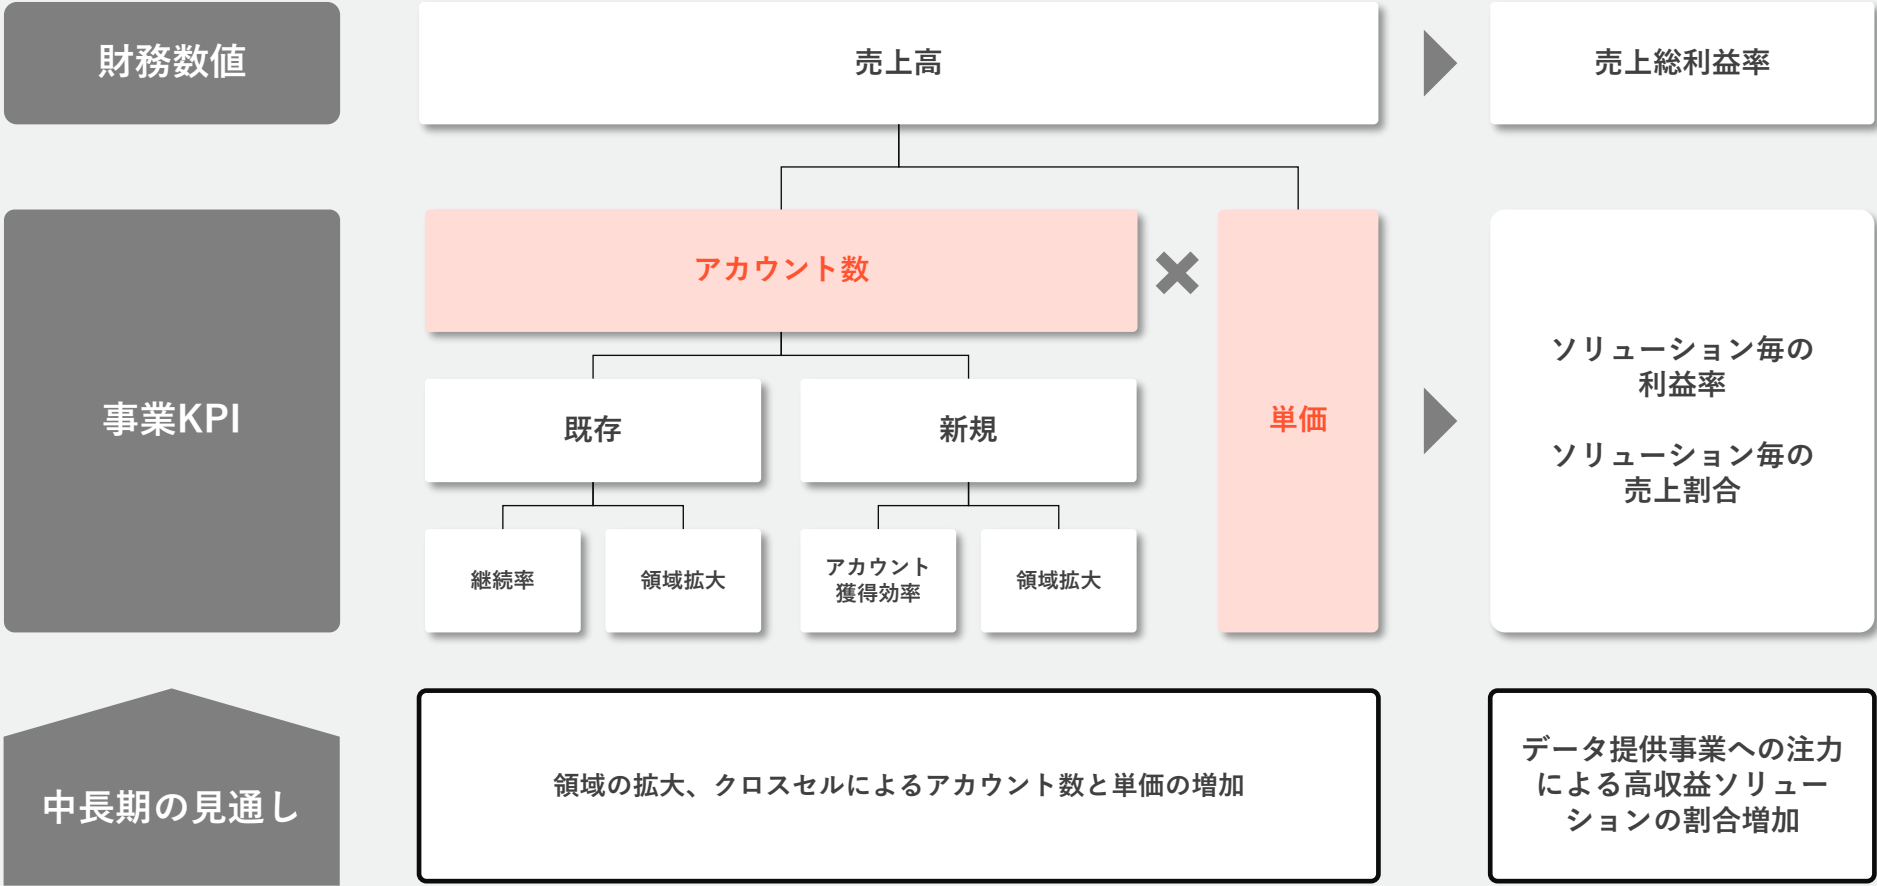 財務数値
売上高
売上総利益率
事業KPI
アカウント数
単価
既存
新規
継続率
領域拡大
アカウント
獲得効率
領域拡大
ソリューション毎の
利益率
ソリューション毎の
売上割合
中長期の見通し
領域の拡大、クロスセルによるアカウント数と単価の増加
データ提供事業への注力
による高収益ソリュー
ションの割合増加